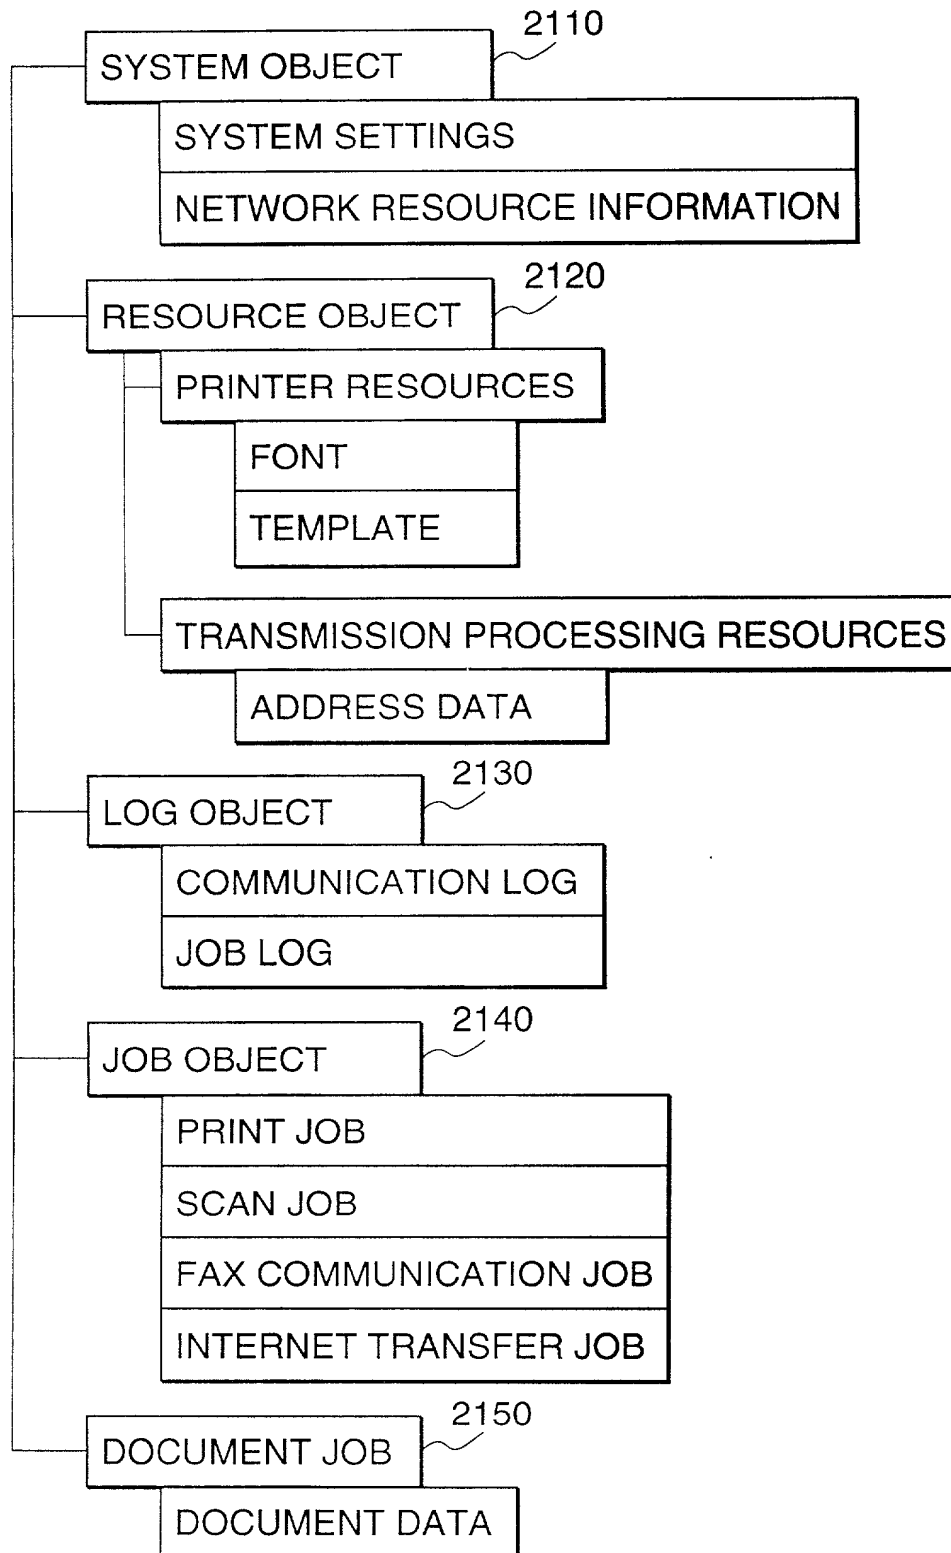 2110
SYSTEM OBJECT
SYSTEM SETTINGS
NETWORK RESOURCE INFORMATION
2120
RESOURCE OBJECT
PRINTER RESOURCES
FONT
TEMPLATE
TRANSMISSION PROCESSING RESOURCES
ADDRESS DATA
2130
LOG OBJECT
COMMUNICATION LOG
JOB LOG
2140
JOB OBJECT
PRINT JOB
SCAN JOB
FAX COMMUNICATION JOB
INTERNET TRANSFER JOB
2150
DOCUMENT JOB
DOCUMENT DATA